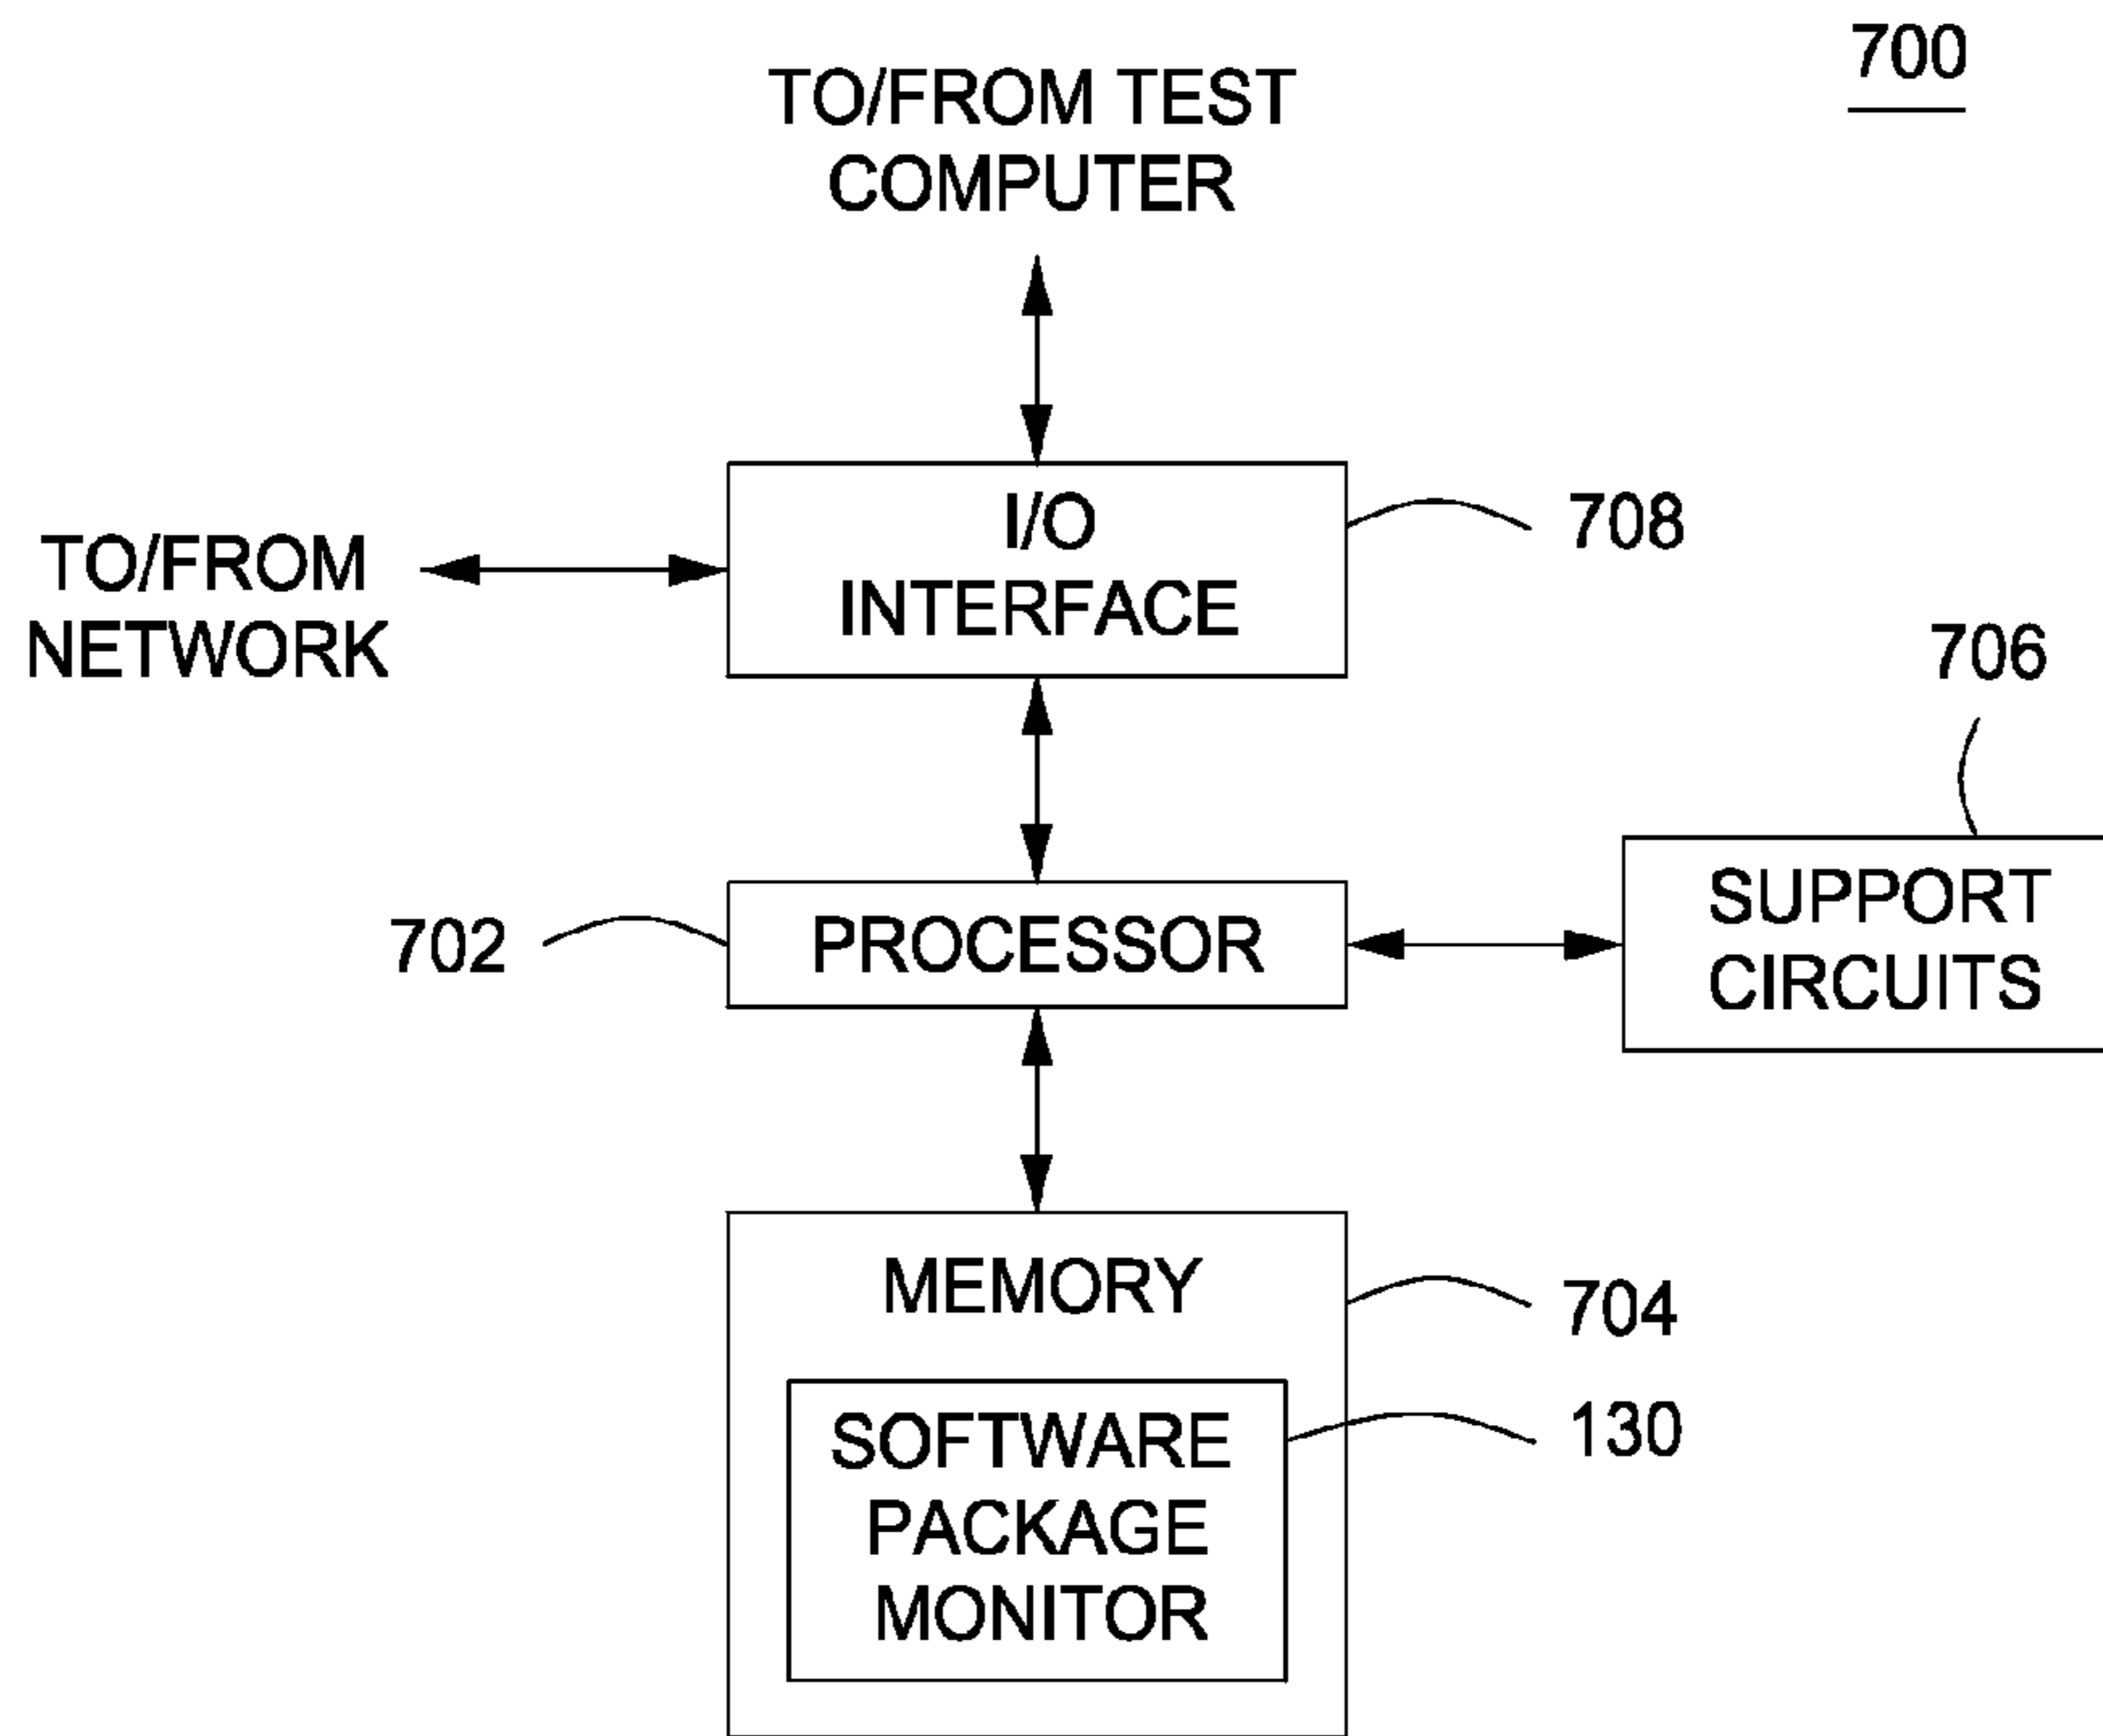 700
TO/FROM TEST
COMPUTER
I/O
INTERFACE
708
TO/FROM
NETWORK
706
702
PROCESSOR
SUPPORT
CIRCUITS
MEMORY
704
SOFTWARE
PACKAGE
MONITOR
130